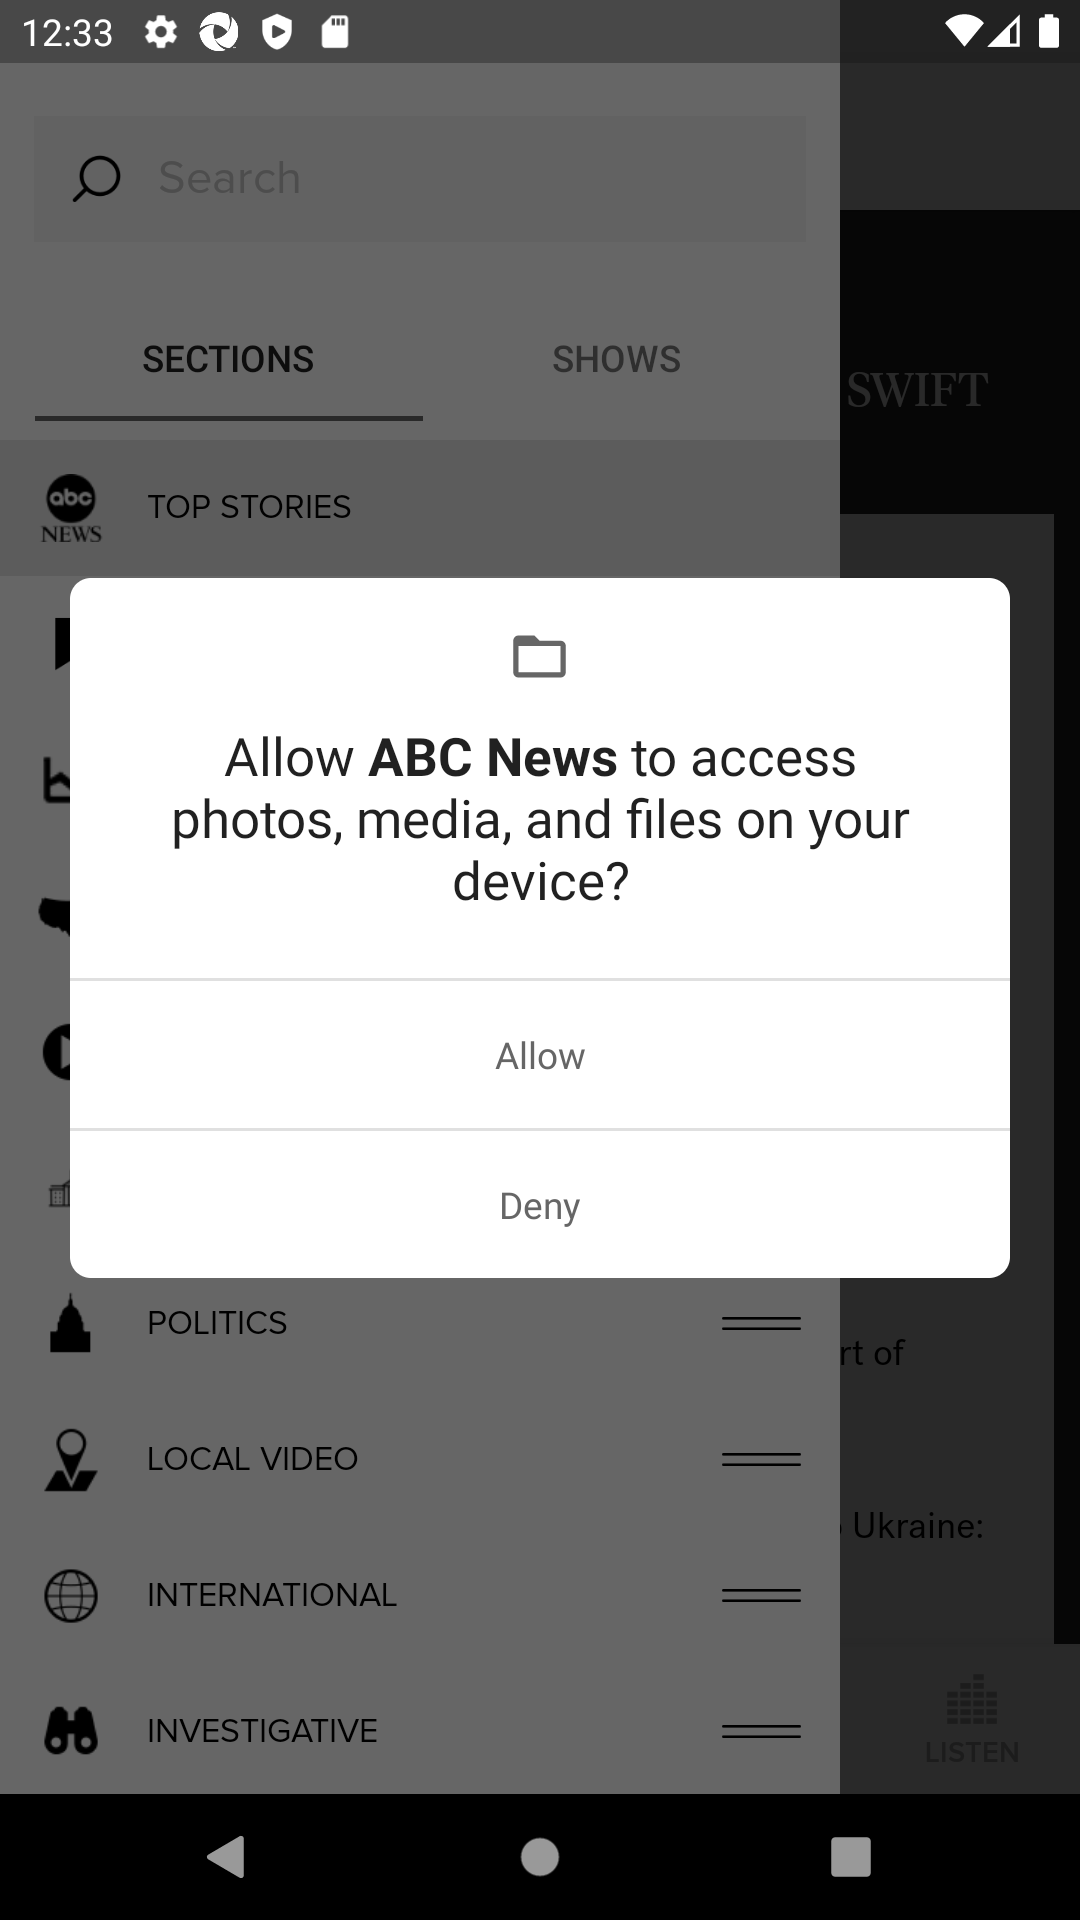 12:33
Search
SECTIONS
SHOWS
SWIFT
abc
NEWS
TOP STORIES
Allow ABC News to access
photos, media, and files on your
device?
Allow
Deny
POLITICS
rt of
LOCAL VIDEO
Ukraine:
INTERNATIONAL
INVESTIGATIVE
LISTEN